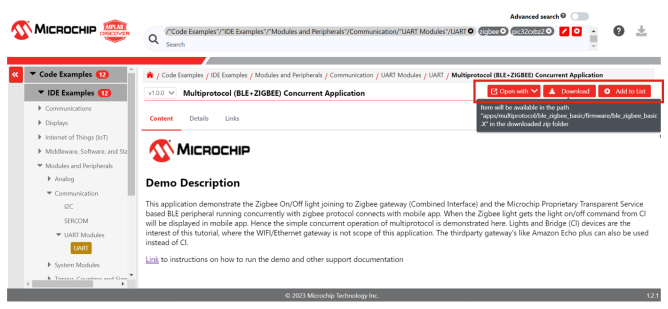 Advanced search
MICROCHIP
MPLAB
DISCOVER
/"Code Examples"/"IDE Examples"/"Modules and Peripherals"/Communication/"UART Modules"/UART
zigbee
pic32cxbz2
Search
Code Examples 12
IDE Examples 12
Communications
Displays
Internet of Things (IoT)
Middleware, Software, and Sta
Modules and Peripherals
Analog
Communication
I2C
SERCOM
UART Modules
UART
System Modules
Timing, Counting and Sign
/ Code Examples / IDE Examples / Modules and Peripherals / Communication / UART Modules / UART / Multiprotocol (BLE+ZIGBEE) Concurrent Application
v1.0.0 Multiprotocol (BLE+ZIGBEE) Concurrent Application
Open with
Download
Add to List
Item will be available in the path
"apps/multiprotocol/ble_zigbee_basic/firmware/ble_zigbee_basic
.X" in the downloaded zip folder
Content Details Links
MICROCHIP
Demo Description
This application demonstrate the Zigbee On/Off light joining to Zigbee gateway (Combined Interface) and the Microchip Proprietary Transparent Service
based BLE peripheral running concurrently with zigbee protocol connects with mobile app. When the Zigbee light gets the light on/off command from CI
will be displayed in mobile app. Hence the simple concurrent operation of multiprotocol is demonstrated here. Lights and Bridge (CI) devices are the
interest of this tutorial, where the WIFI/Ethernet gateway is not scope of this application. The thirdparty gateway's like Amazon Echo plus can also be used
instead of CI.
Link to instructions on how to run the demo and other support documentation
© 2023 Microchip Technology Inc.
1.2.1